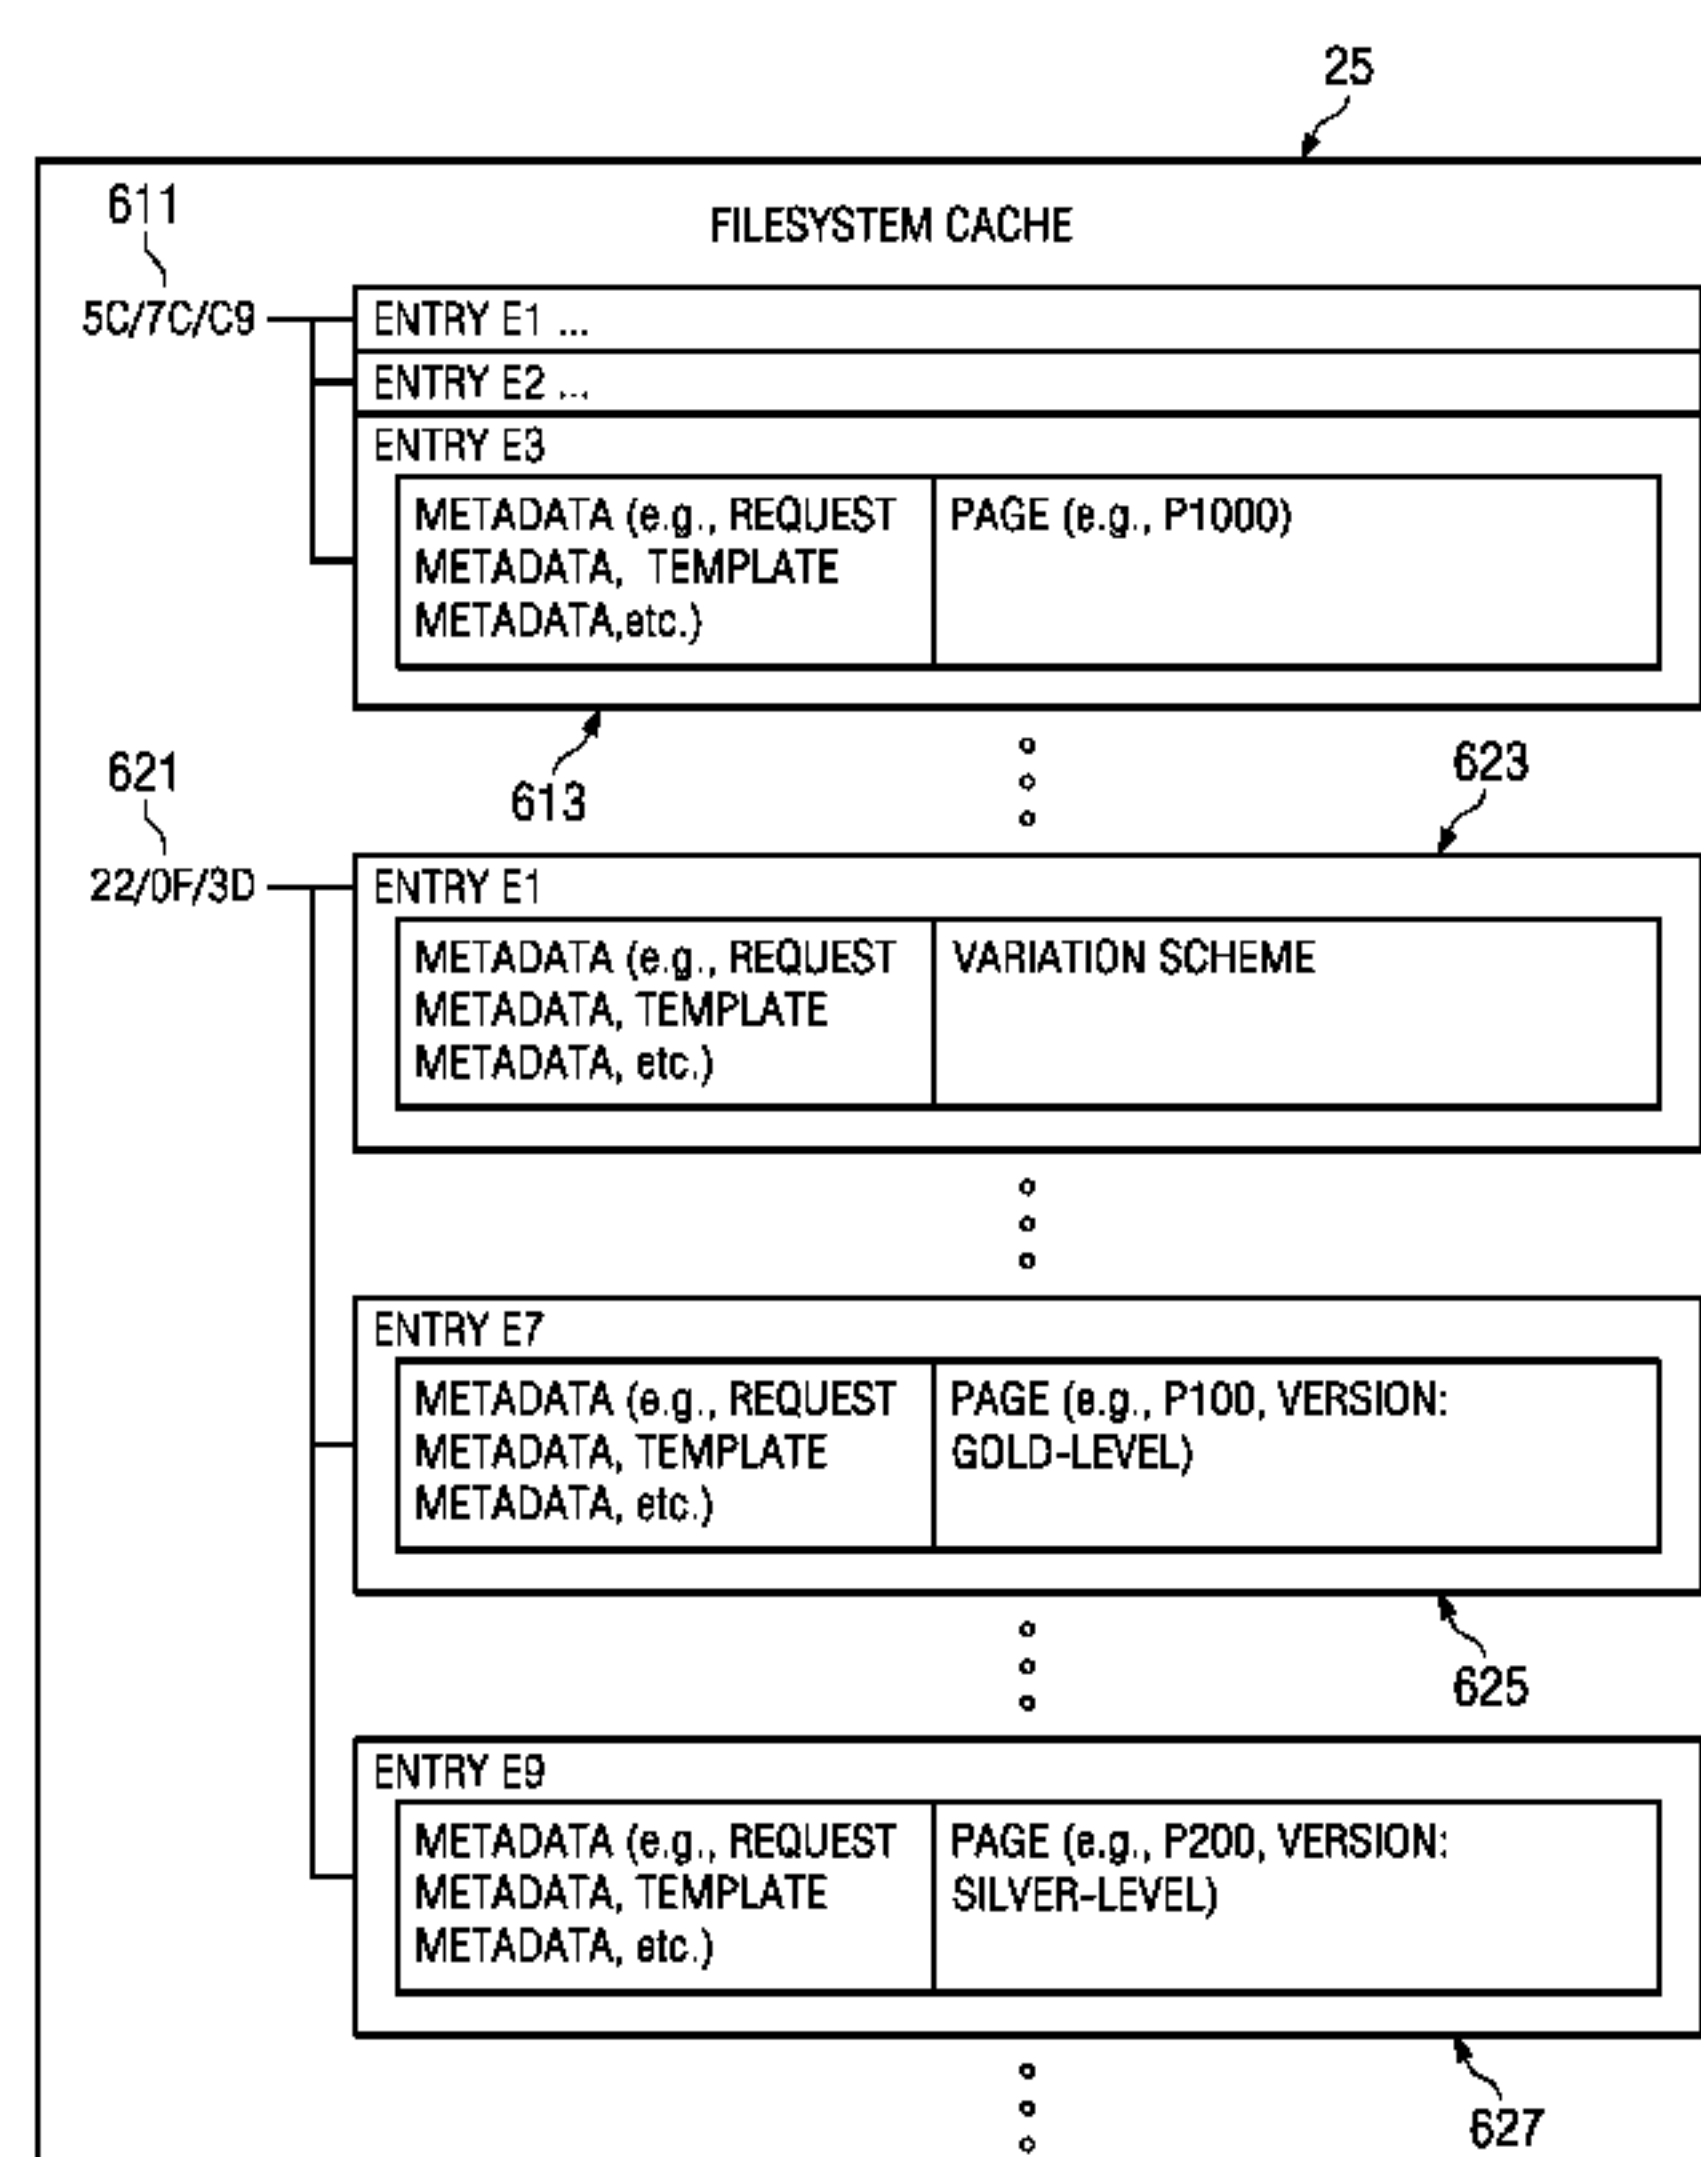 25
611
FILESYSTEM CACHE
5C/7C/C9
ENTRY E1 ...
ENTRY E2 ...
ENTRY E3
METADATA (e.g., REQUEST
METADATA, TEMPLATE
METADATA,etc.)
PAGE (e.g., P1000)
613
621
623
22/0F/3D
ENTRY E1
METADATA (e.g., REQUEST
METADATA, TEMPLATE
METADATA, etc.)
VARIATION SCHEME
ENTRY E7
METADATA (e.g., REQUEST
METADATA, TEMPLATE
METADATA, etc.)
PAGE (e.g., P100, VERSION:
GOLD-LEVEL)
625
ENTRY E9
METADATA (e.g., REQUEST
METADATA, TEMPLATE
METADATA, etc.)
PAGE (e.g., P200, VERSION:
SILVER-LEVEL)
627